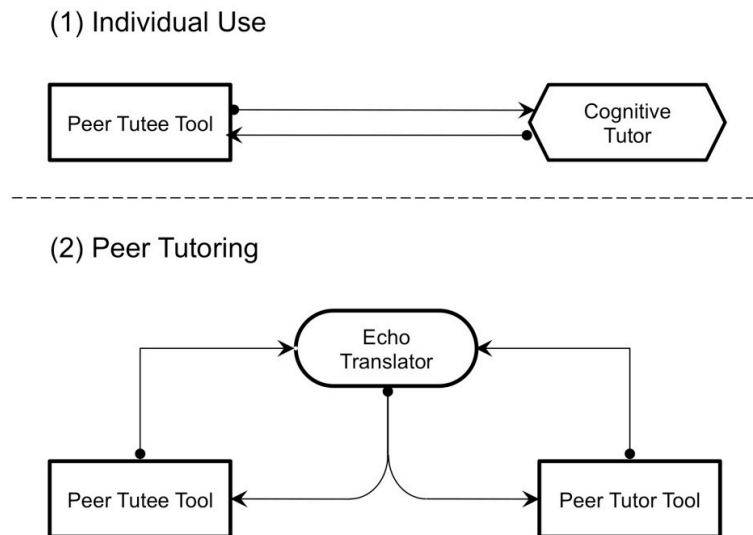 (1) Individual Use
Peer Tutee Tool
Cognitive
Tutor
(2) Peer Tutoring
Echo
Translator
Peer Tutee Tool
Peer Tutor Tool